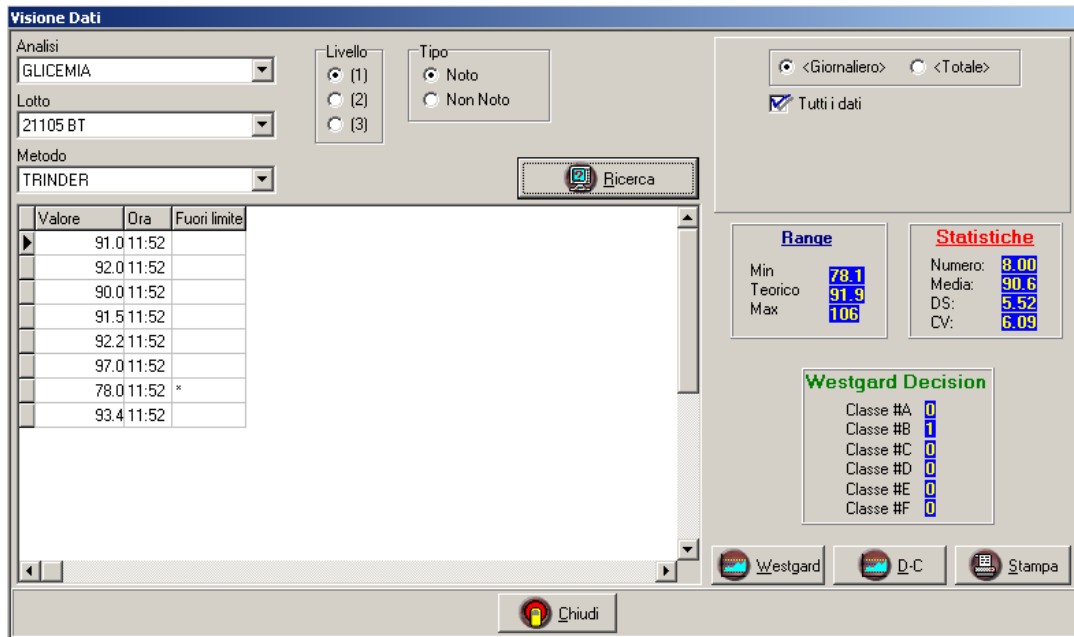 Visione Dati
Analisi
GLICEMIA
Lotto
21105 BT
Metodo
TRINDER
Livello
(1)
(2)
(3)
Tipo
Noto
Non Noto
Ricerca
<Giornaliero> <Totale>
Tutti i dati
Valore Ora Fuori limite
91.0 11:52
92.0 11:52
90.0 11:52
91.5 11:52
92.2 11:52
97.0 11:52
78.0 11:52 *
93.4 11:52
Range
Min 78.1
Teorico 91.9
Max 106
Statistiche
Numero: 8.00
Media: 90.6
DS: 5.52
CV: 6.09
Westgard Decision
Classe #A 0
Classe #B 1
Classe #C 0
Classe #D 0
Classe #E 0
Classe #F 0
Westgard D-C Stampa
Chiudi